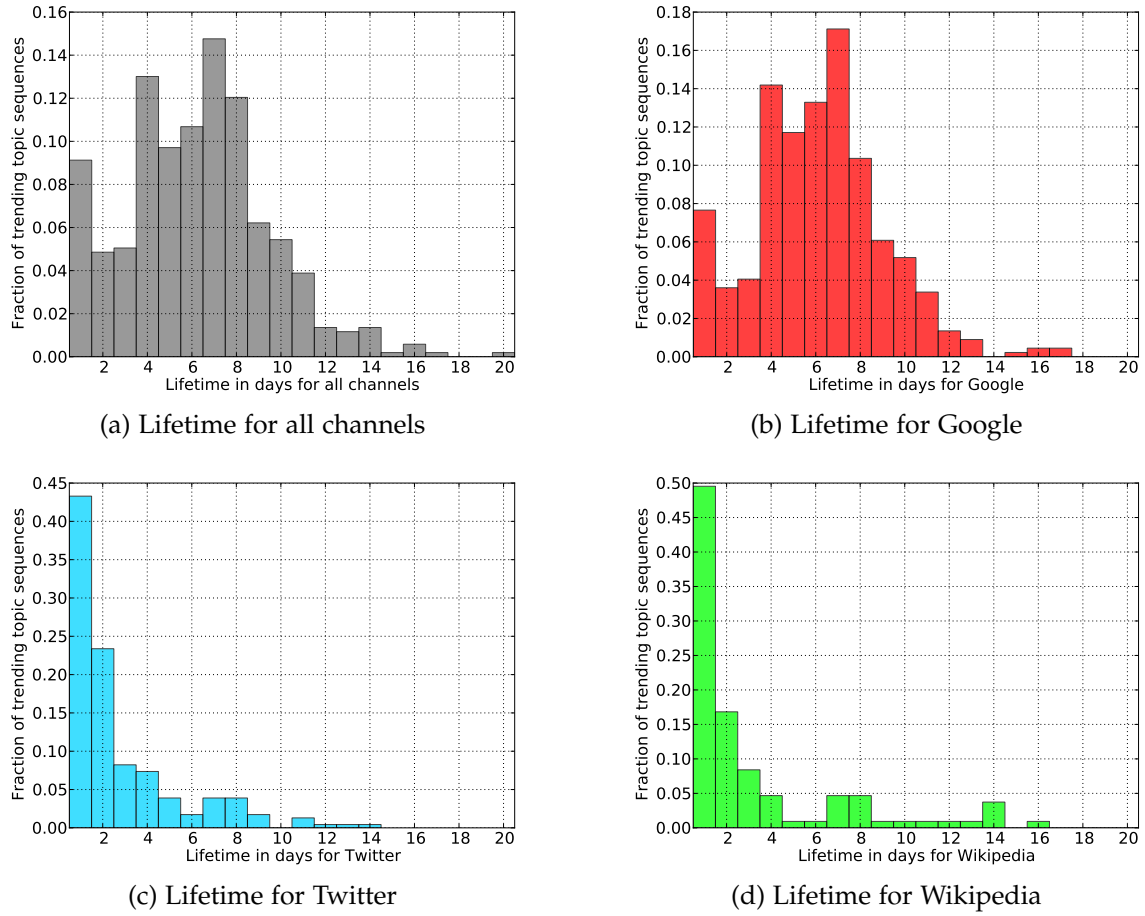 0.16
0.14
0.12
0.10
0.08
0.06
0.04
0.02
0.00
Fraction of trending topic sequences
2 4 6 8 10 12 14 16 18 20
Lifetime in days for all channels
(a) Lifetime for all channels
0.18
0.16
0.14
0.12
0.10
0.08
0.06
0.04
0.02
0.00
Fraction of trending topic sequences
2 4 6 8 10 12 14 16 18 20
Lifetime in days for Google
(b) Lifetime for Google
0.45
0.40
0.35
0.30
0.25
0.20
0.15
0.10
0.05
0.00
Fraction of trending topic sequences
2 4 6 8 10 12 14 16 18 20
Lifetime in days for Twitter
(c) Lifetime for Twitter
0.50
0.45
0.40
0.35
0.30
0.25
0.20
0.15
0.10
0.05
0.00
Fraction of trending topic sequences
2 4 6 8 10 12 14 16 18 20
Lifetime in days for Wikipedia
(d) Lifetime for Wikipedia